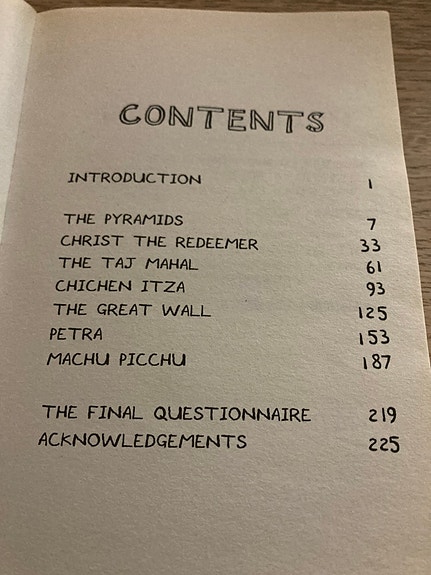 CONTENTS
INTRODUCTION 1
THE PYRAMIDS 7
CHRIST THE REDEEMER 33
THE TAJ MAHAL 61
CHICHEN ITZA 93
THE GREAT WALL 125
PETRA 153
MACHU PICCHU 187
THE FINAL QUESTIONNAIRE 219
ACKNOWLEDGEMENTS 225